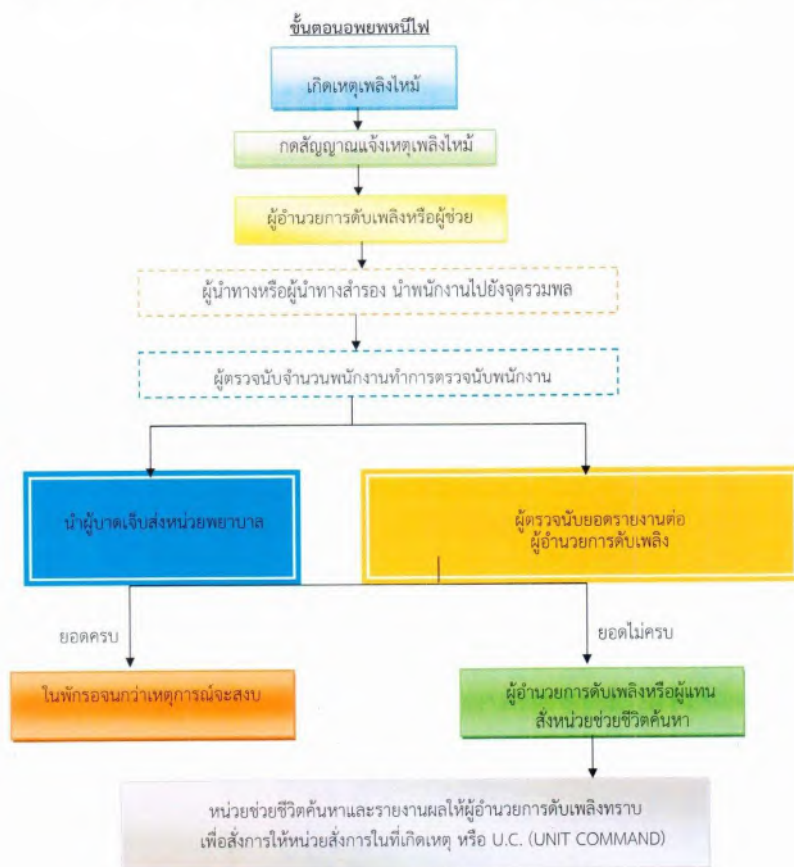 ขั้นตอนอพยพหนีไฟ
เกิดเหตุเพลิงไหม้
กดสัญญาณแจ้งเหตุเพลิงไหม้
ผู้อำนวยการดับเพลิงหรือผู้ช่วย
ผู้นำทางหรือผู้นำทางสำรอง นำพนักงานไปยังจุดรวมพล
ผู้ตรวจนับจำนวนพนักงานทำการตรวจนับพนักงาน
นำผู้บาดเจ็บส่งหน่วยพยาบาล
ผู้ตรวจนับยอดรายงานต่อ
ผู้อำนวยการดับเพลิง
ยอดครบ
ยอดไม่ครบ
ในพักรอจนกว่าเหตุการณ์จะสงบ
ผู้อำนวยการดับเพลิงหรือผู้แทน
สั่งหน่วยช่วยชีวิตค้นหา
หน่วยช่วยชีวิตค้นหาและรายงานผลให้ผู้อำนวยการดับเพลิงทราบ
เพื่อสั่งการให้หน่วยสั่งการในที่เกิดเหตุ หรือ U.C. (UNIT COMMAND)